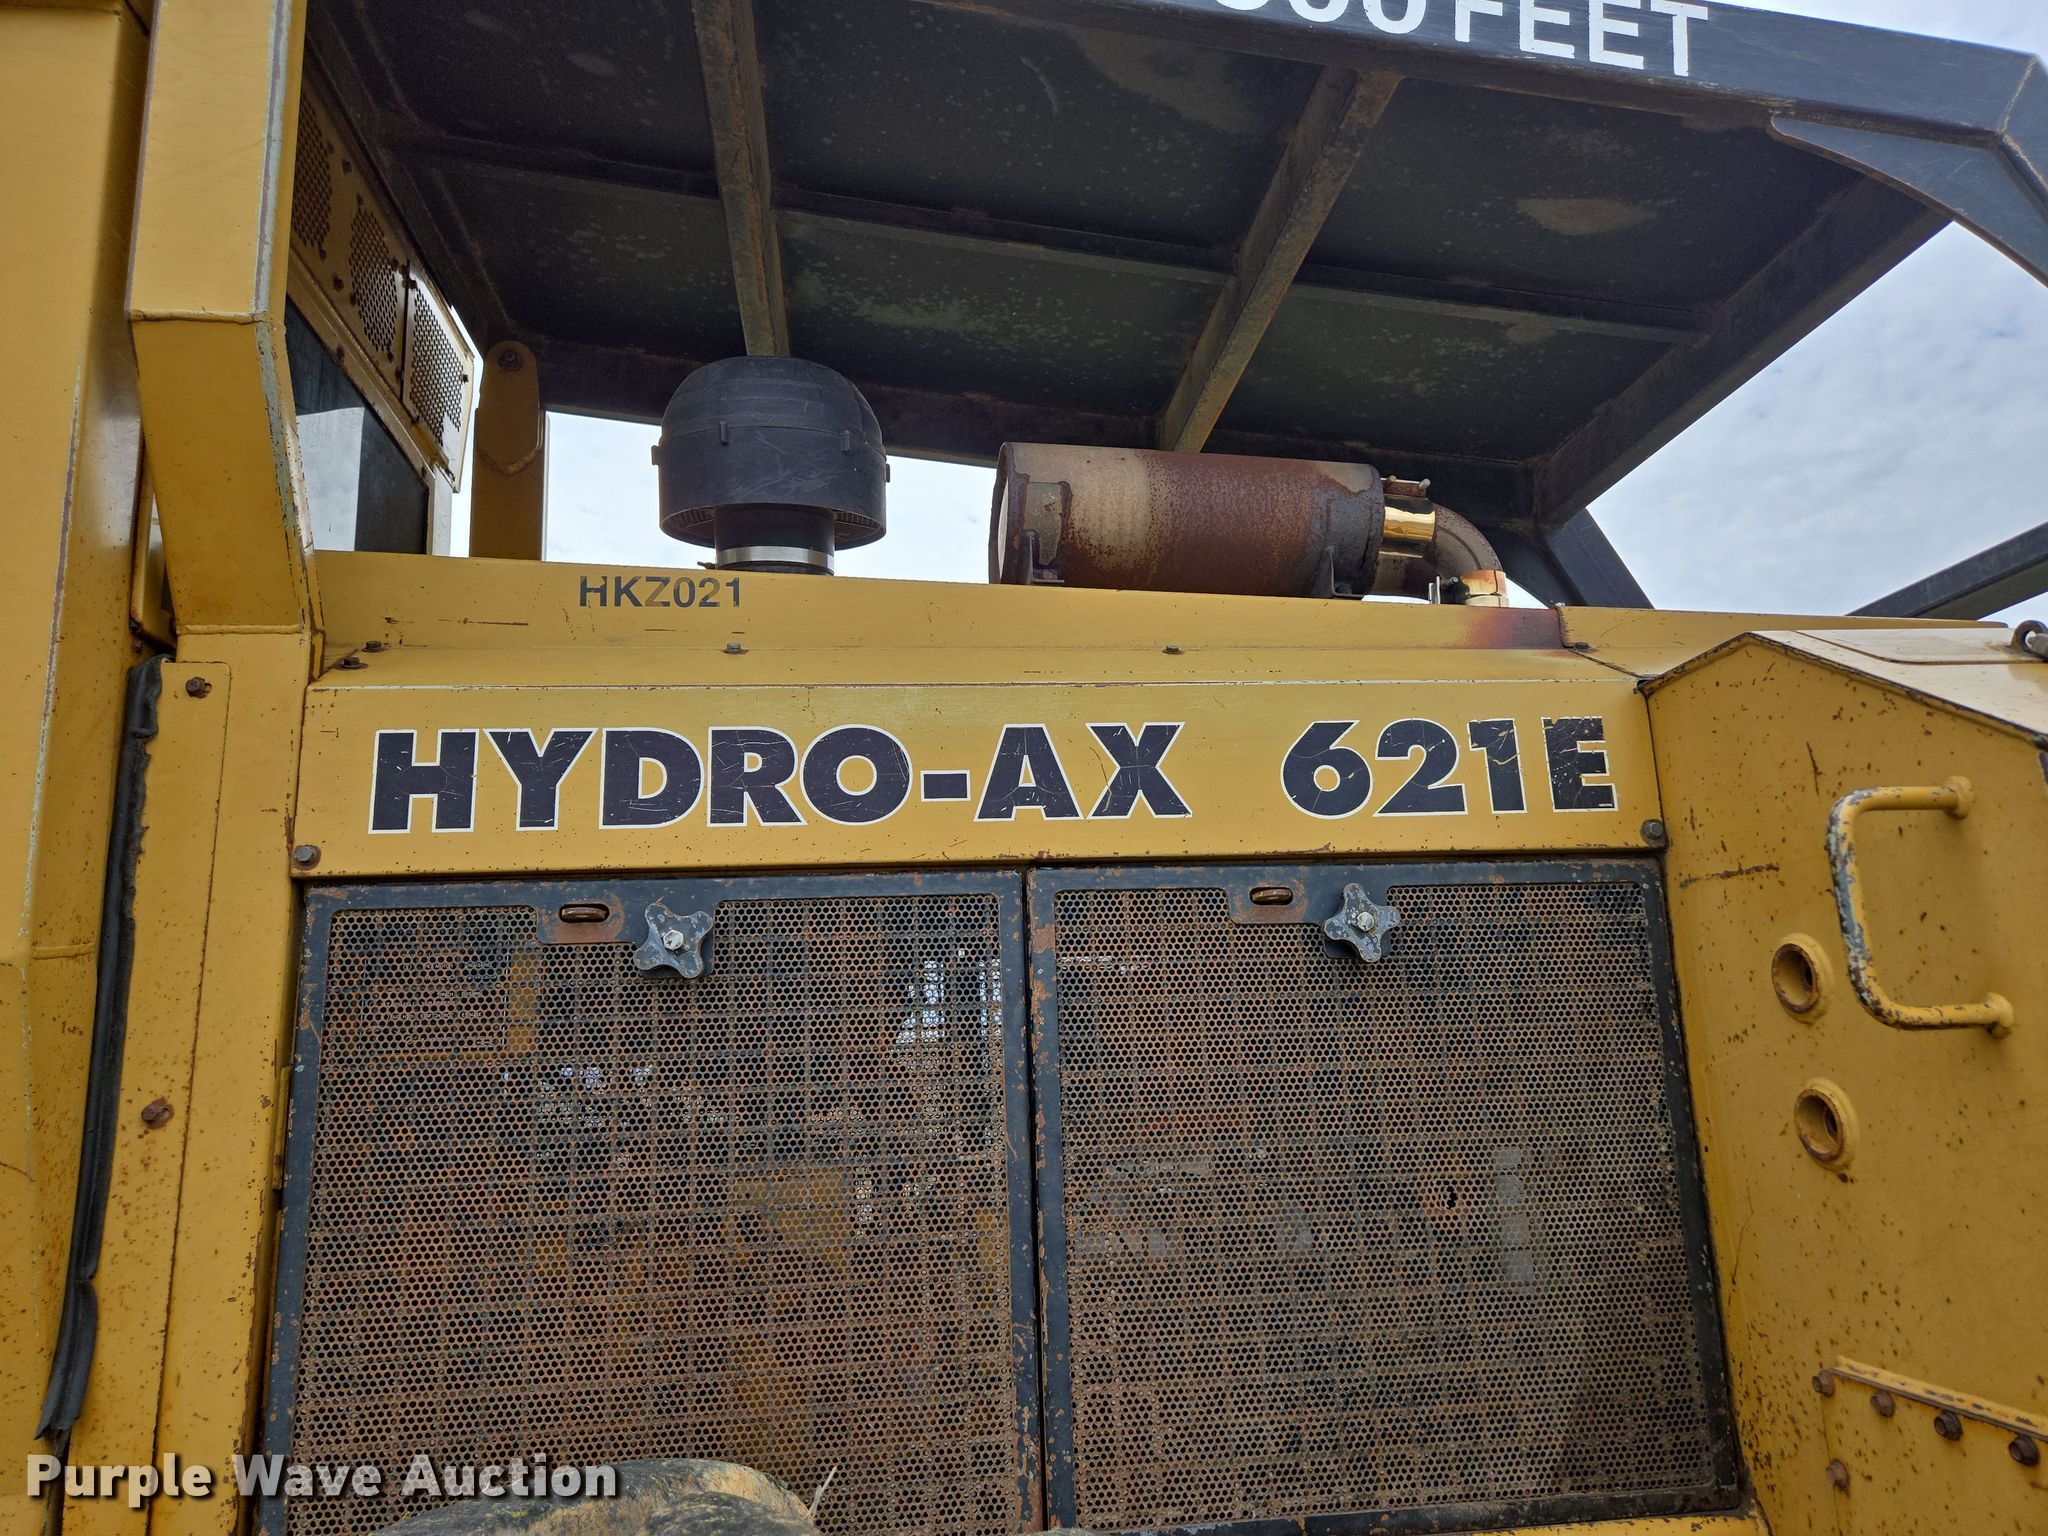 FEET
HKZ021
HYDRO-AX 621E
Purple Wave Auction